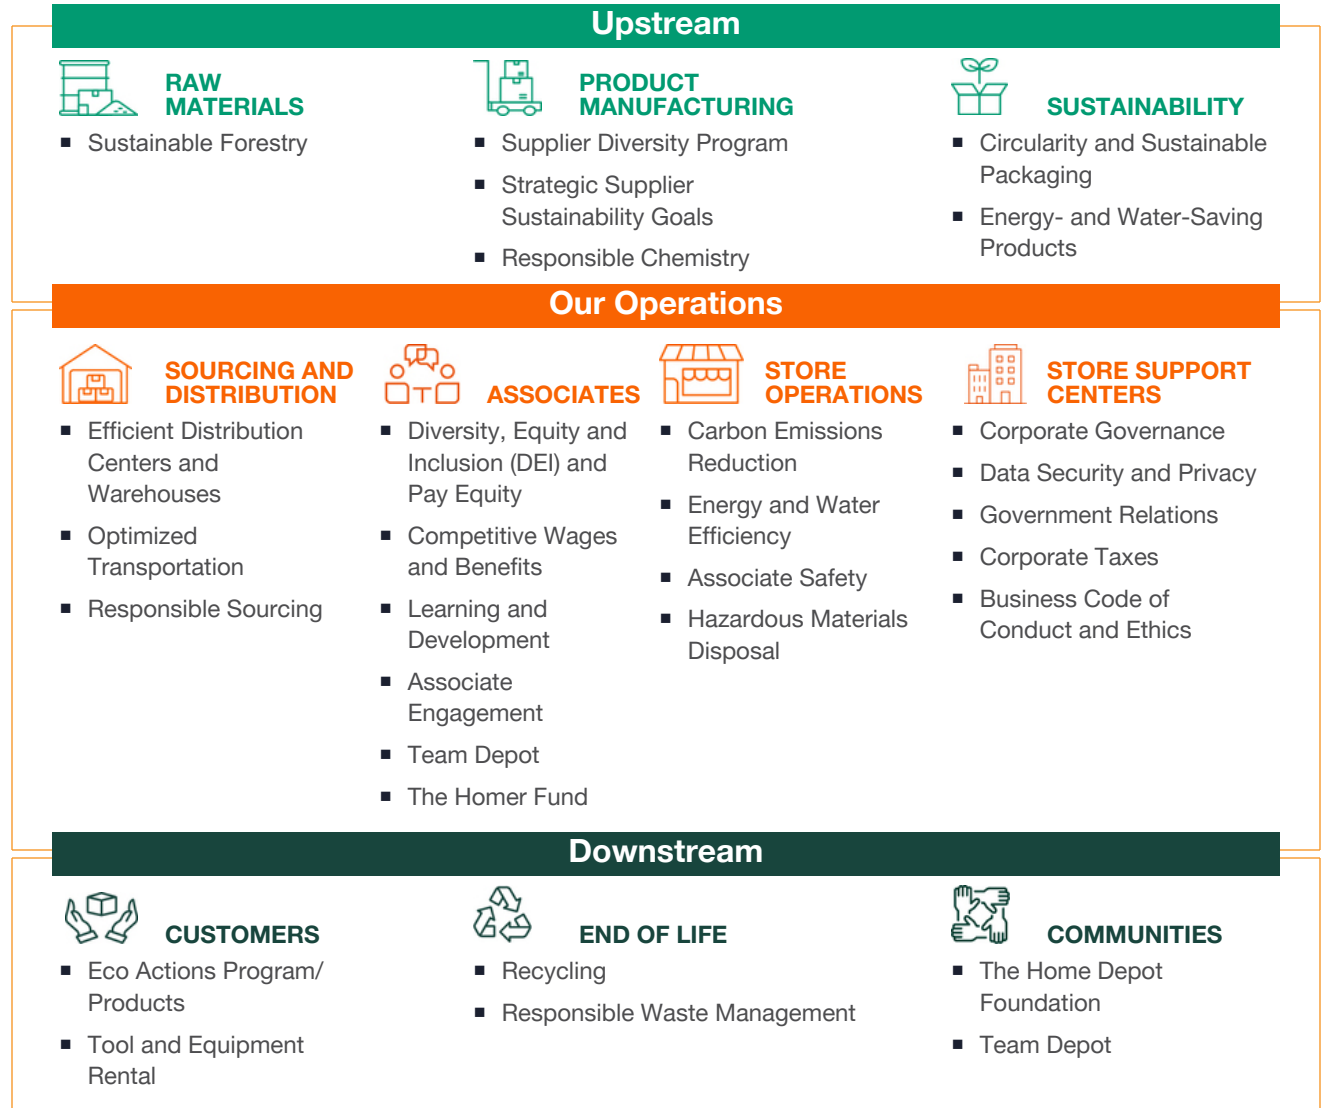 Upstream
RAW
MATERIALS
▪ Sustainable Forestry
PRODUCT
MANUFACTURING
▪ Supplier Diversity Program
▪ Strategic Supplier
Sustainability Goals
▪ Responsible Chemistry
SUSTAINABILITY
▪ Circularity and Sustainable
Packaging
▪ Energy- and Water-Saving
Products
Our Operations
SOURCING AND
DISTRIBUTION
▪ Efficient Distribution
Centers and
Warehouses
▪ Optimized
Transportation
▪ Responsible Sourcing
ASSOCIATES
▪ Diversity, Equity and
Inclusion (DEI) and
Pay Equity
▪ Competitive Wages
and Benefits
▪ Learning and
Development
▪ Associate
Engagement
▪ Team Depot
▪ The Homer Fund
STORE
OPERATIONS
▪ Carbon Emissions
Reduction
▪ Energy and Water
Efficiency
▪ Associate Safety
▪ Hazardous Materials
Disposal
STORE SUPPORT
CENTERS
▪ Corporate Governance
▪ Data Security and Privacy
▪ Government Relations
▪ Corporate Taxes
▪ Business Code of
Conduct and Ethics
Downstream
CUSTOMERS
▪ Eco Actions Program/
Products
▪ Tool and Equipment
Rental
END OF LIFE
▪ Recycling
▪ Responsible Waste Management
COMMUNITIES
▪ The Home Depot
Foundation
▪ Team Depot